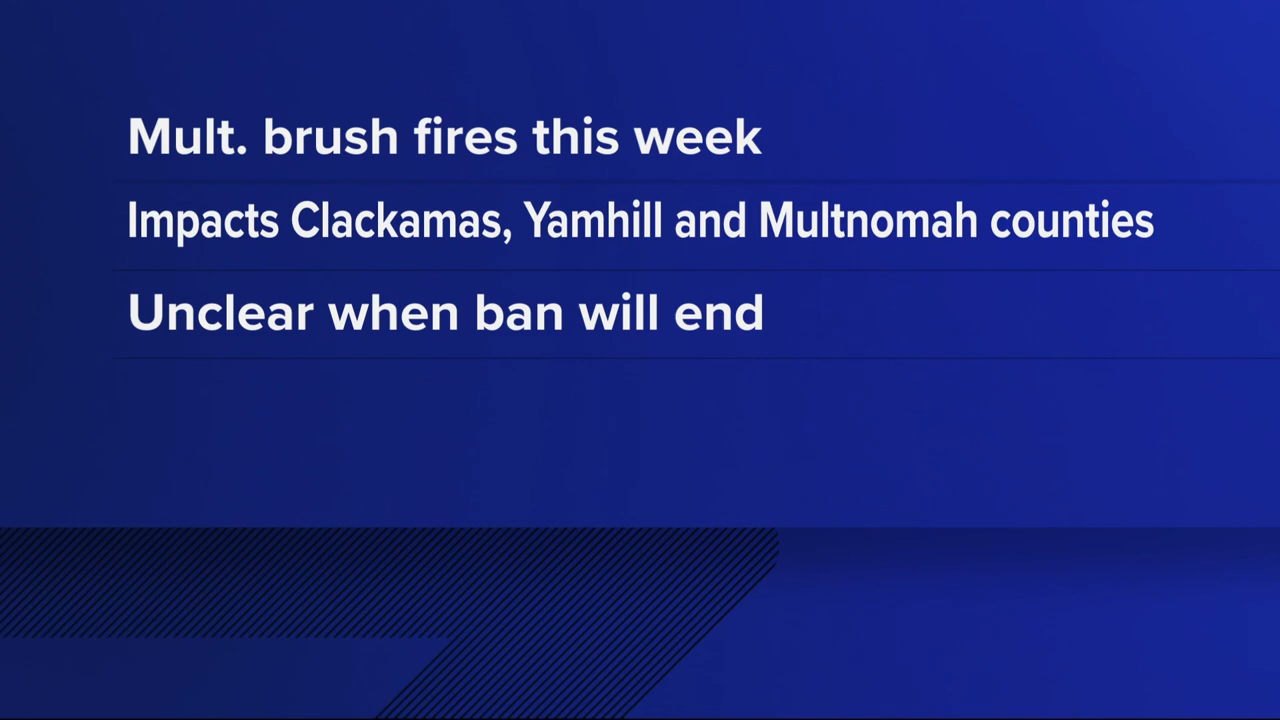 Mult. brush fires this week
Impacts Clackamas, Yamhill and Multnomah counties
Unclear when ban will end